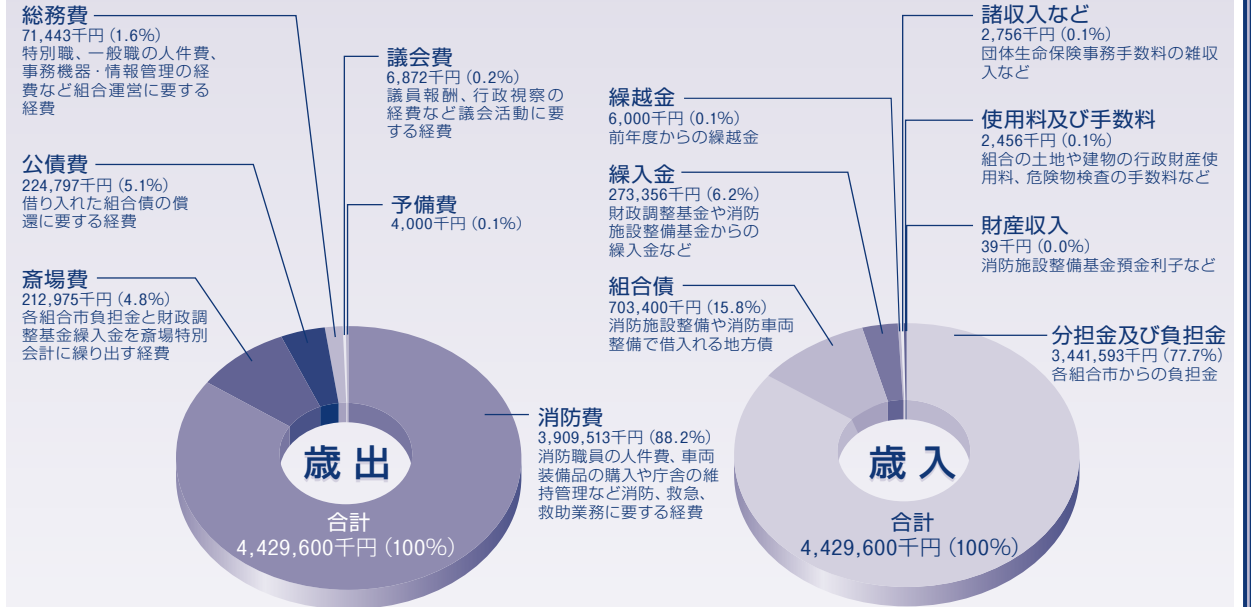 総務費
71,443千円（1.6%）
特別職、一般職の人件費、
事務機器・情報管理の経
費など組合運営に要する
経費
公債費
224,797千円（5.1%）
借り入れた組合債の償
還に要する経費
斎場費
212,975千円（4.8%）
各組合市負担金と財政調
整基金繰入金を斎場特別
会計に繰り出す経費
議会費
6,872千円（0.2%）
議員報酬、行政視察の
経費など議会活動に要
する経費
予備費
4,000千円（0.1%）
消防費
3,909,513千円（88.2%）
消防職員の人件費、車両
装備品の購入や庁舎の維
持管理など消防、救急、
救助業務に要する経費
歳出
合計
4,429,600千円（100%）
繰越金
6,000千円（0.1%）
前年度からの繰越金
繰入金
273,356千円（6.2%）
財政調整基金や消防
施設整備基金からの
繰入金など
組合債
703,400千円（15.8%）
消防施設整備や消防車両
整備で借入れる地方債
諸収入など
2,756千円（0.1%）
団体生命保険事務手数料の雑収
入など
使用料及び手数料
2,456千円（0.1%）
組合の土地や建物の行政財産使
用料、危険物検査の手数料など
財産収入
39千円（0.0%）
消防施設整備基金預金利子など
分担金及び負担金
3,441,593千円（77.7%）
各組合市からの負担金
歳入
合計
4,429,600千円（100%）